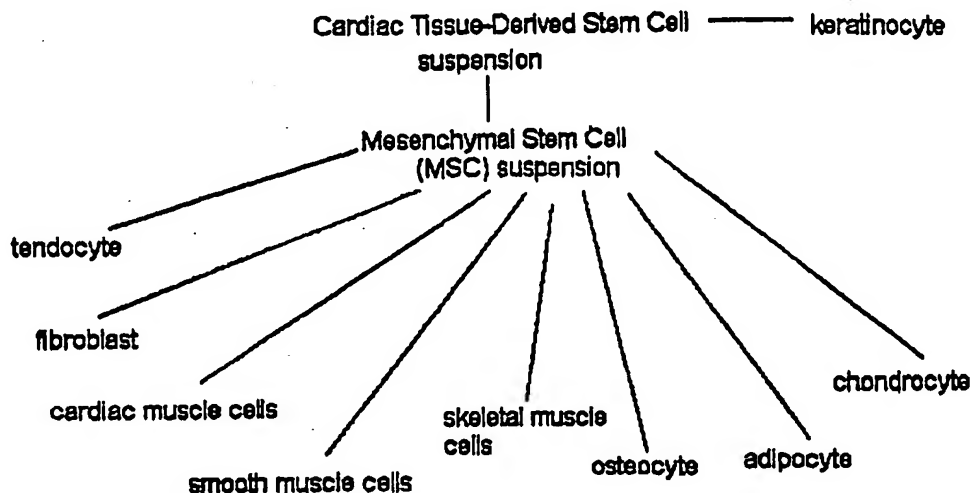 Cardiac Tissue-Derived Stem Cell
suspension
keratinocyte
Mesenchymal Stem Cell
(MSC) suspension
tendocyte
fibroblast
cardiac muscle cells
smooth muscle cells
skeletal muscle
cells
osteocyte
adipocyte
chondrocyte